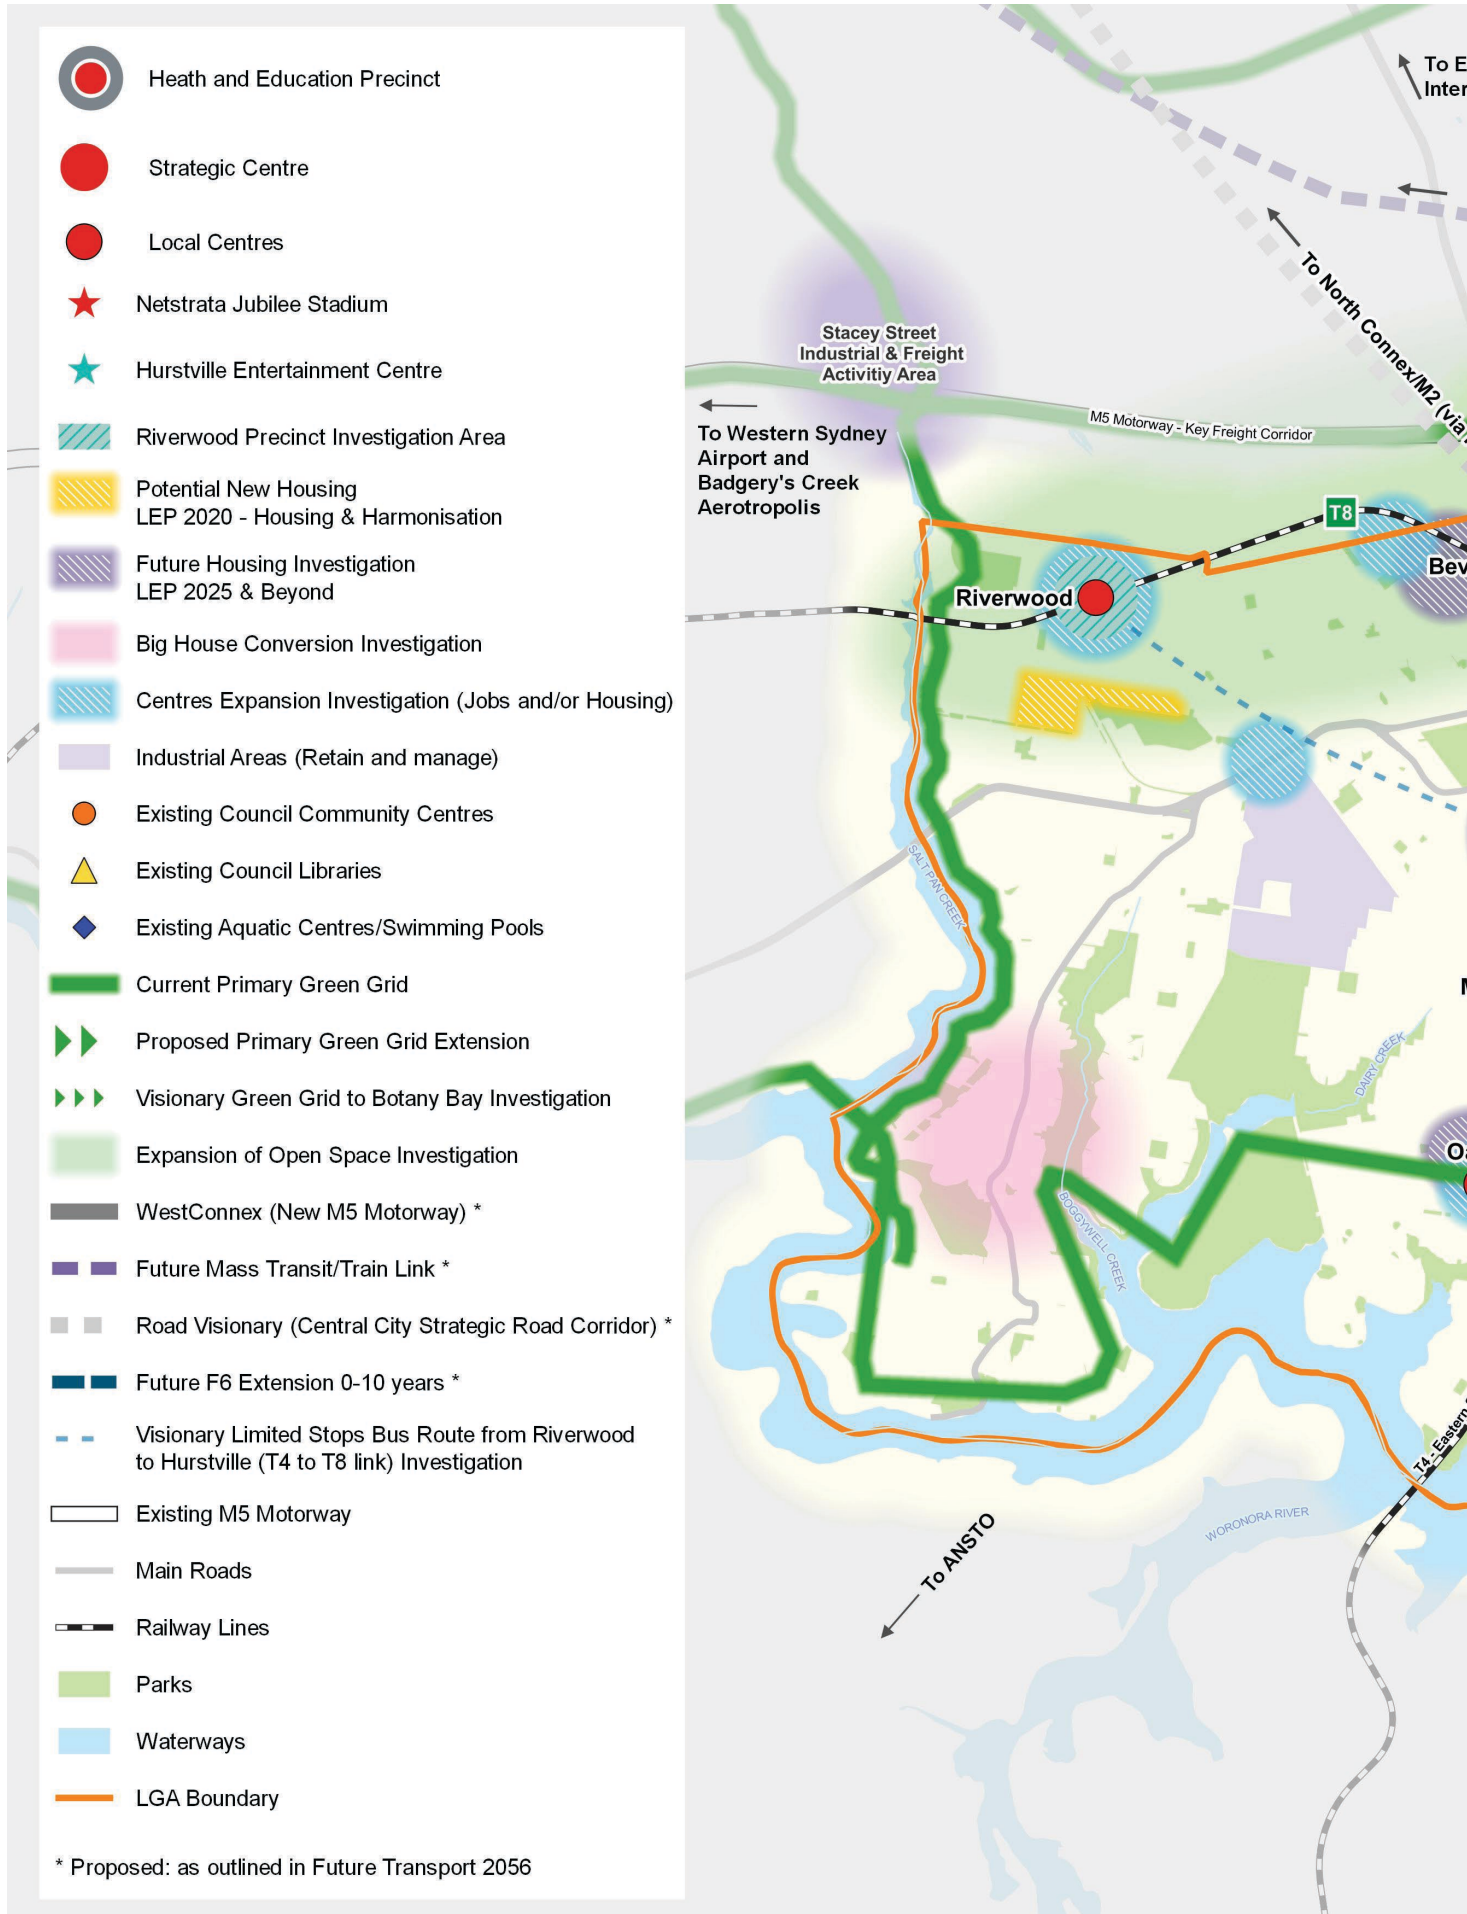 Heath and Education Precinct
Strategic Centre
Local Centres
Netstrata Jubilee Stadium
Hurstville Entertainment Centre
Riverwood Precinct Investigation Area
Potential New Housing
LEP 2020 - Housing & Harmonisation
Future Housing Investigation
LEP 2025 & Beyond
Big House Conversion Investigation
Centres Expansion Investigation (Jobs and/or Housing)
Industrial Areas (Retain and manage)
Existing Council Community Centres
Existing Council Libraries
Existing Aquatic Centres/Swimming Pools
Current Primary Green Grid
Proposed Primary Green Grid Extension
Visionary Green Grid to Botany Bay Investigation
Expansion of Open Space Investigation
WestConnex (New M5 Motorway) *
Future Mass Transit/Train Link *
Road Visionary (Central City Strategic Road Corridor) *
Future F6 Extension 0-10 years *
Visionary Limited Stops Bus Route from Riverwood
to Hurstville (T4 to T8 link) Investigation
Existing M5 Motorway
Main Roads
Railway Lines
Parks
Waterways
LGA Boundary
* Proposed: as outlined in Future Transport 2056
To E
Inter
To North Connex/M2 (via
Stacey Street
Industrial & Freight
Activitiy Area
M5 Motorway - Key Freight Corridor
To Western Sydney
Airport and
Badgery's Creek
Aerotropolis
T8
Bev
Riverwood
SALT PAN CREEK
M
DAIRY CREEK
Oa
BOGGYWELL CREEK
T4 - Eastern
WORONORA RIVER
To ANSTO